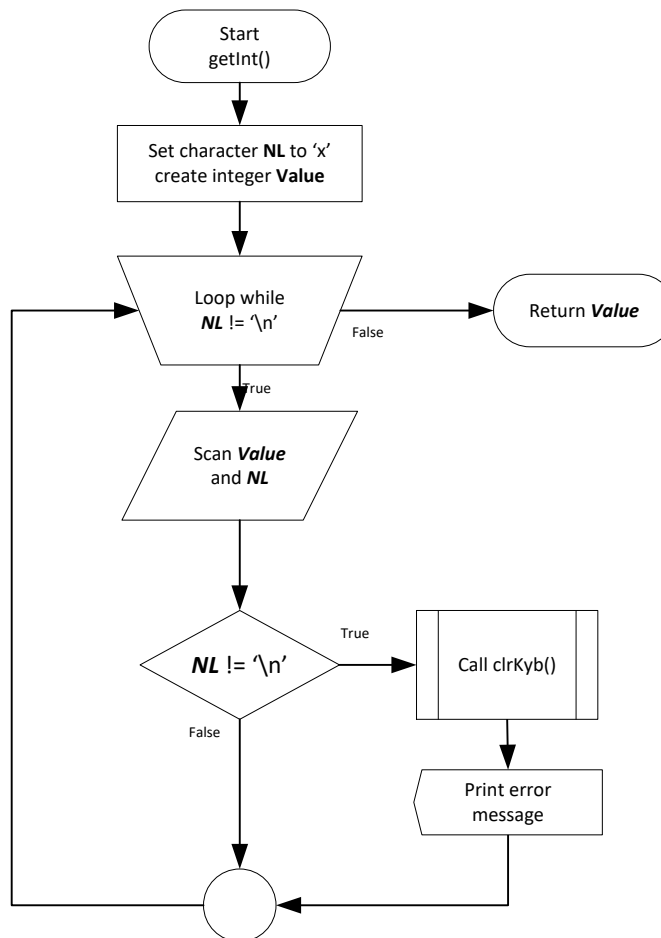 Start
getInt()
Set character NL to ‘x’
create integer Value
Loop while
NL != ‘\n’
False
Return Value
True
Scan Value
and NL
NL != ‘\n’
True
Call clrKyb()
False
Print error
message